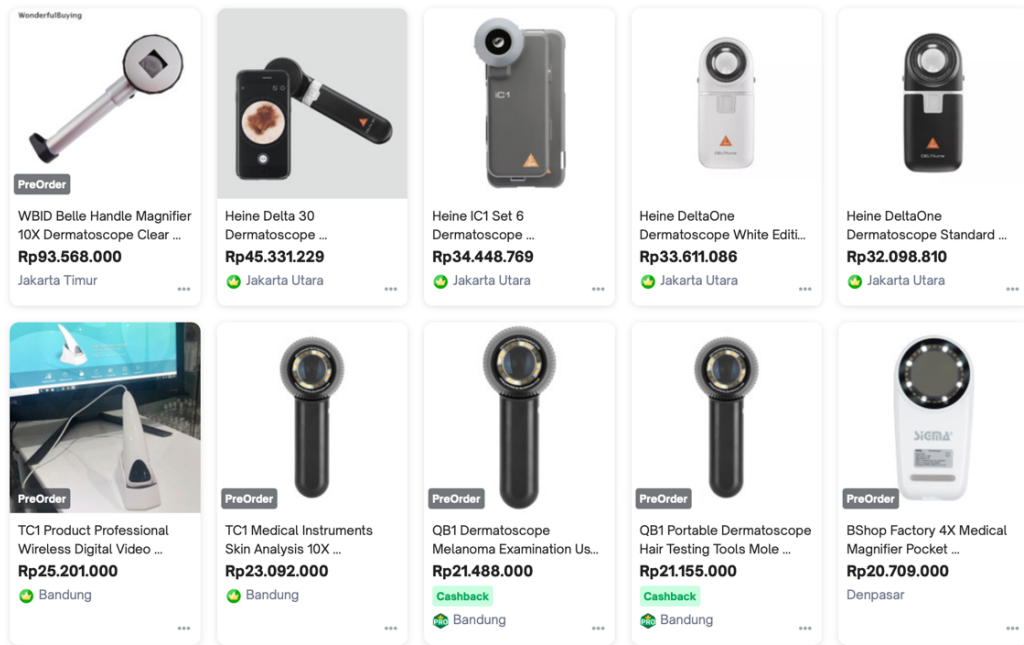 WonderfulBuying
iC1
DELTAone
DELTAone
PreOrder
WBID Belle Handle Magnifier
10X Dermatoscope Clear ...
Rp93.568.000
Jakarta Timur
Heine Delta 30
Dermatoscope ...
Rp45.331.229
Jakarta Utara
Heine IC1 Set 6
Dermatoscope ...
Rp34.448.769
Jakarta Utara
Heine DeltaOne
Dermatoscope White Editi...
Rp33.611.086
Jakarta Utara
Heine DeltaOne
Dermatoscope Standard ...
Rp32.098.810
Jakarta Utara
SIGMA
PreOrder
TC1 Product Professional
Wireless Digital Video ...
Rp25.201.000
Bandung
PreOrder
TC1 Medical Instruments
Skin Analysis 10X ...
Rp23.092.000
Bandung
PreOrder
QB1 Dermatoscope
Melanoma Examination Us...
Rp21.488.000
Cashback
PRO
Bandung
PreOrder
QB1 Portable Dermatoscope
Hair Testing Tools Mole ...
Rp21.155.000
Cashback
PRO
Bandung
PreOrder
BShop Factory 4X Medical
Magnifier Pocket ...
Rp20.709.000
Denpasar